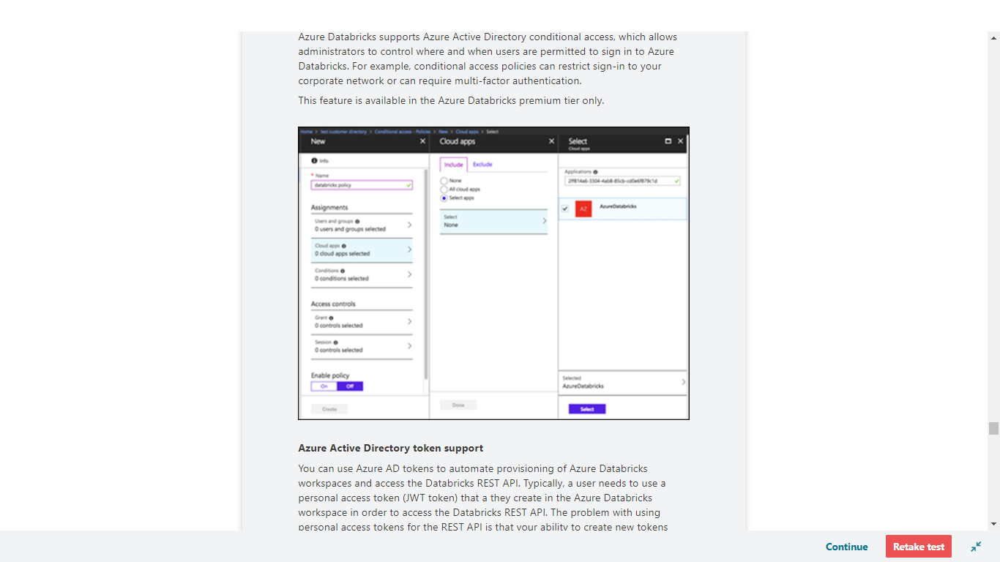 Azure Databricks supports Azure Active Directory conditional access, which allows
administrators to control where and when users are permitted to sign in to Azure
Databricks. For example, conditional access policies can restrict sign-in to your
corporate network or can require multi-factor authentication.
This feature is available in the Azure Databricks premium tier only.
Home > test customer directory > Conditional access - Policies > New > Cloud apps > Select
New
Info
* Name
databricks policy
Assignments
Users and groups
0 users and groups selected
Cloud apps
0 cloud apps selected
Conditions
0 conditions selected
Access controls
Grant
0 controls selected
Session
0 controls selected
Enable policy
On Off
Create
Cloud apps
Include Exclude
None
All cloud apps
Select apps
Select
None
Done
Select
Cloud apps
Applications
2ff814a6-3304-4ab8-85cb-cd0e6f879c1d
AZ AzureDatabricks
Selected
AzureDatabricks
Select
Azure Active Directory token support
You can use Azure AD tokens to automate provisioning of Azure Databricks
workspaces and access the Databricks REST API. Typically, a user needs to use a
personal access token (JWT token) that a they create in the Azure Databricks
workspace in order to access the Databricks REST API. The problem with using
personal access tokens for the REST API is that your ability to create new tokens
Continue Retake test